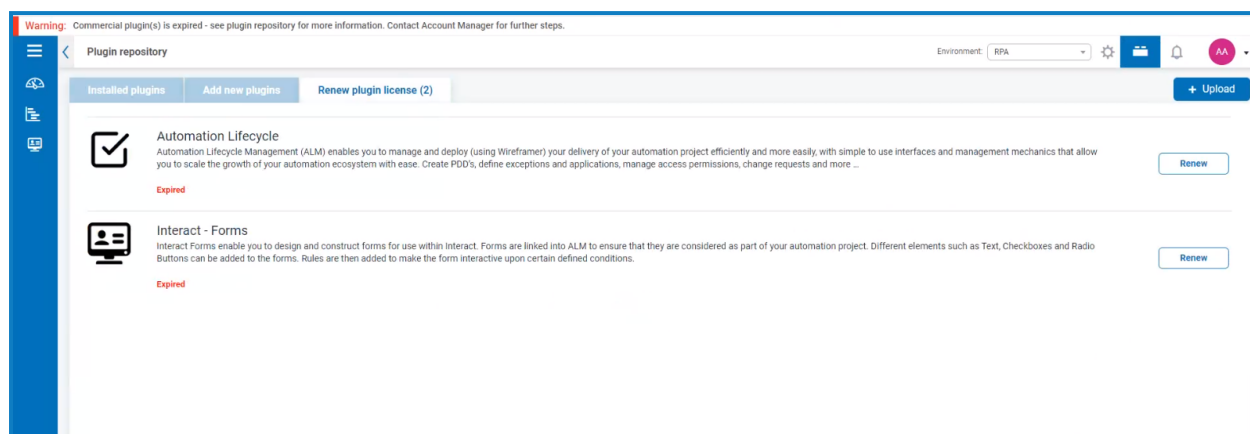 Warning: Commercial plugin(s) is expired - see plugin repository for more information. Contact Account Manager for further steps.
Plugin repository
Environment: RPA
AA
Installed plugins
Add new plugins
Renew plugin license (2)
+ Upload
Automation Lifecycle
Automation Lifecycle Management (ALM) enables you to manage and deploy (using Wireframer) your delivery of your automation project efficiently and more easily, with simple to use interfaces and management mechanics that allow
you to scale the growth of your automation ecosystem with ease. Create PDD's, define exceptions and applications, manage access permissions, change requests and more ...
Renew
Expired
Interact - Forms
Interact Forms enable you to design and construct forms for use within Interact. Forms are linked into ALM to ensure that they are considered as part of your automation project. Different elements such as Text, Checkboxes and Radio
Buttons can be added to the forms. Rules are then added to make the form interactive upon certain defined conditions.
Renew
Expired